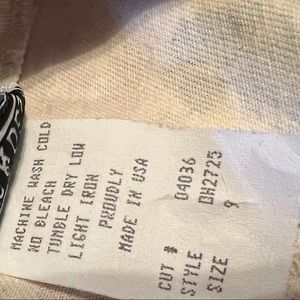 MACHINE WASH COLD
NO BLEACH
TUMBLE DRY LOW
LIGHT IRON
PROUDLY
MADE IN USA
CUT # 04036
STYLE DH2725
SIZE 9